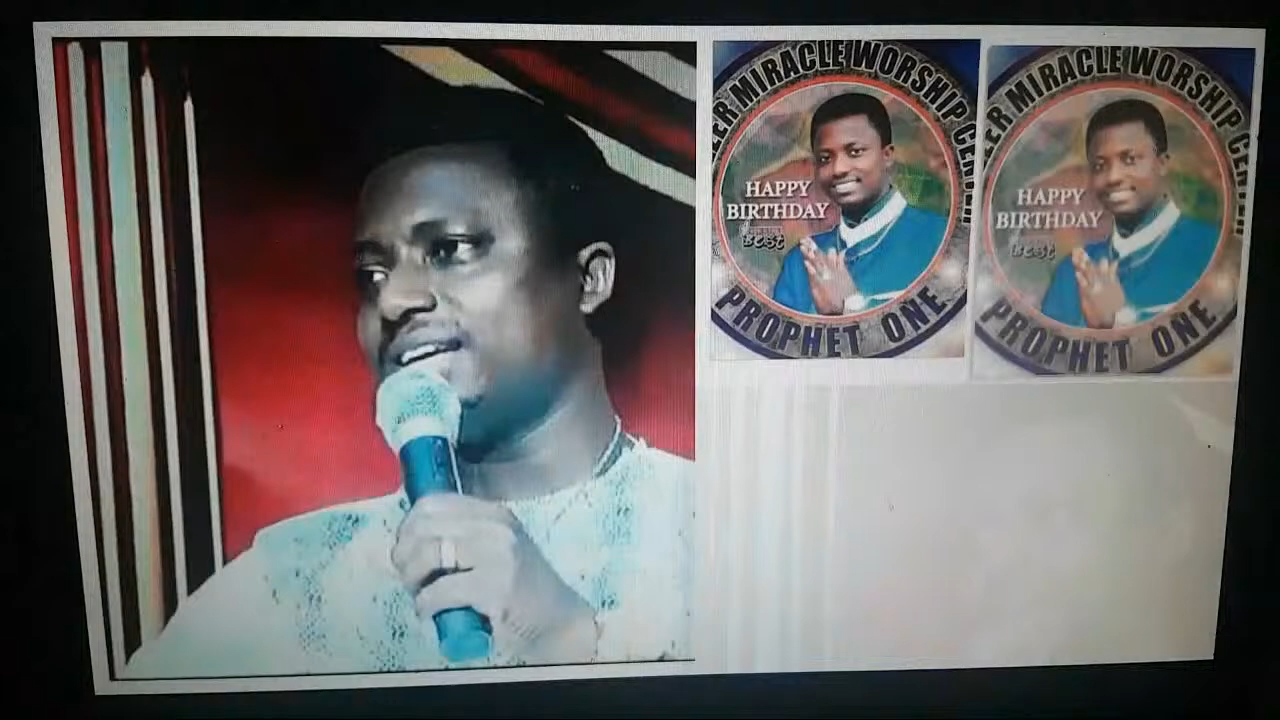 MIRACLE WORSHIP
HAPPY
BIRTHDAY
Best
PROPHET ONE
MIRACLE WORSHIP
HAPPY
BIRTHDAY
Best
PROPHET ONE